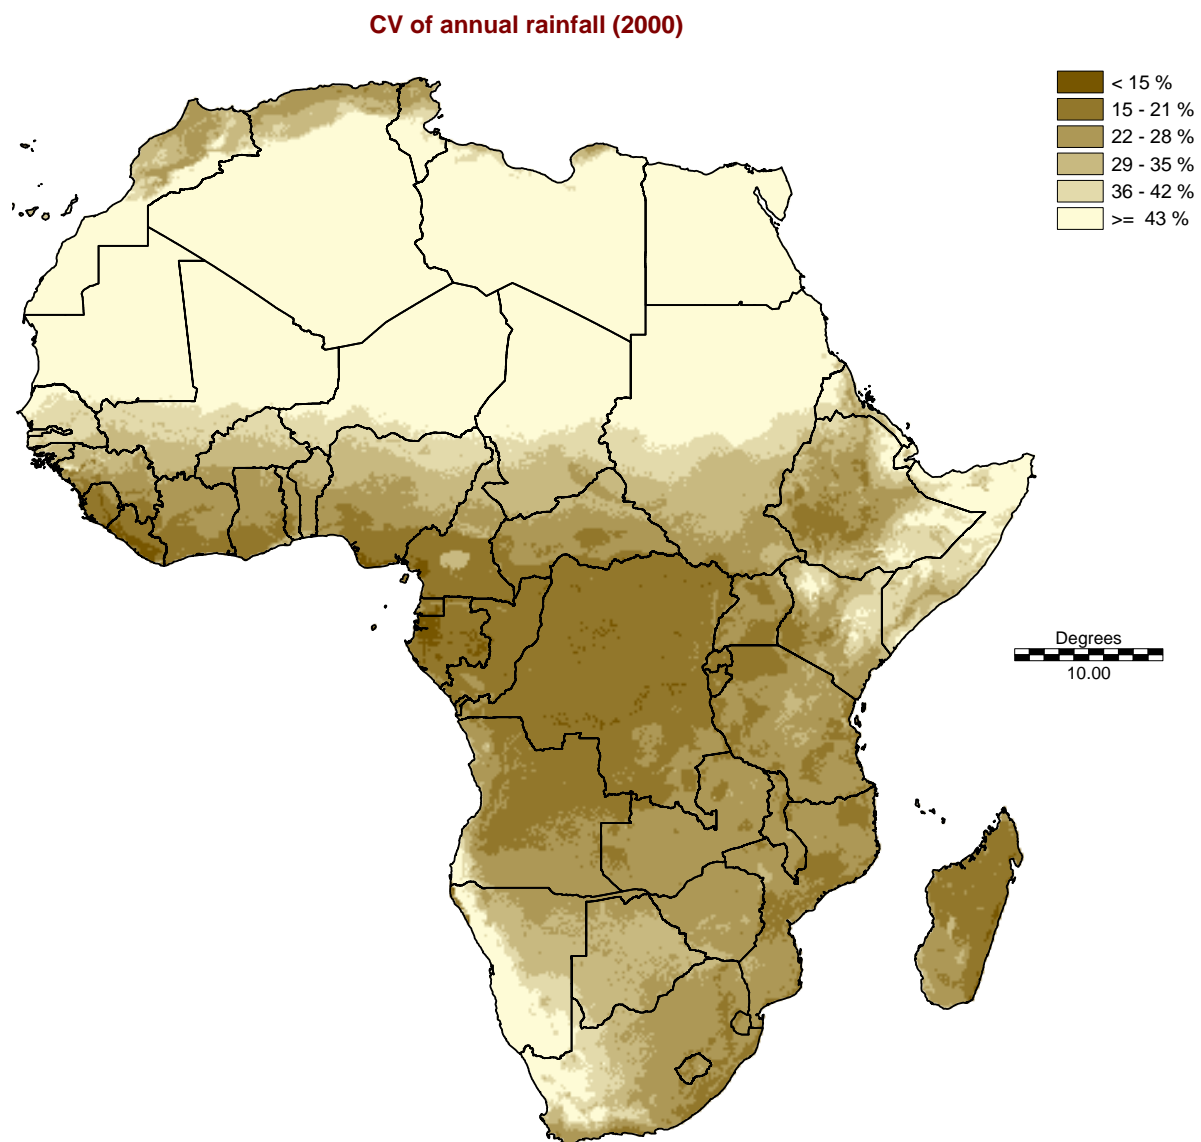 CV of annual rainfall (2000)
< 15 %
15 - 21 %
22 - 28 %
29 - 35 %
36 - 42 %
>= 43 %
Degrees
10.00